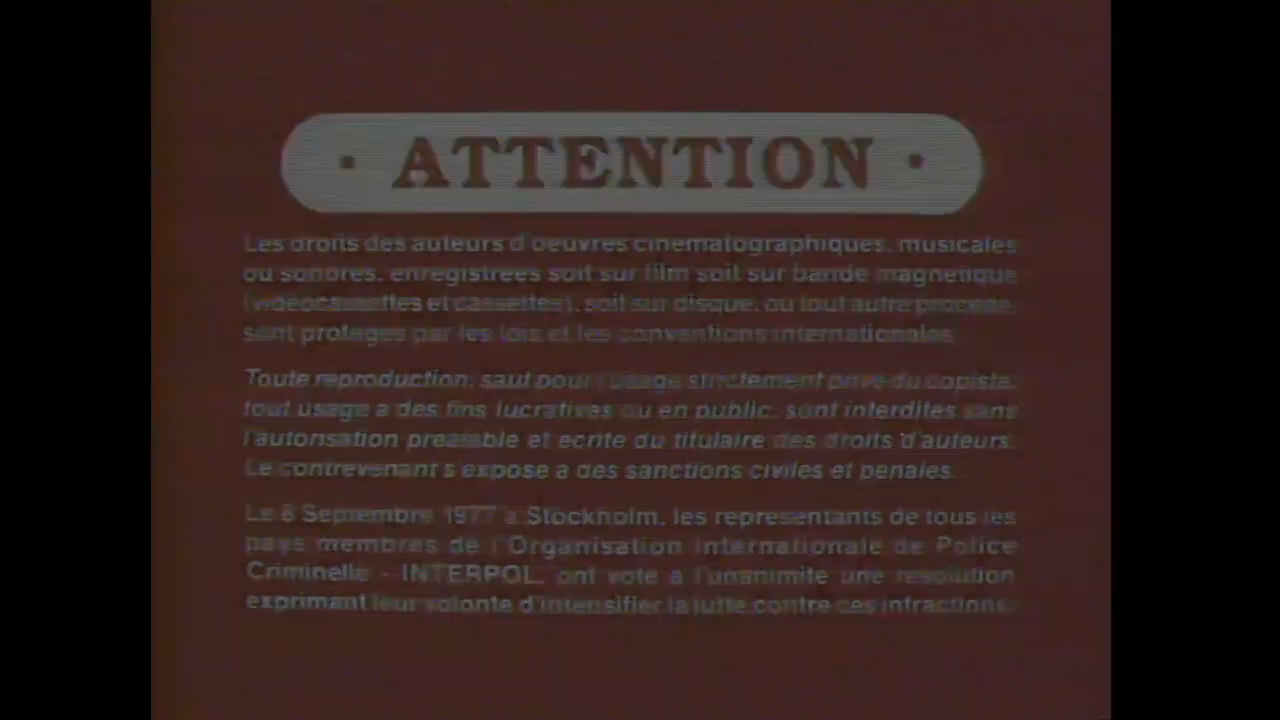 • ATTENTION •
Les droits des auteurs d'oeuvres cinematographiques, musicales
ou sonores, enregistrees soit sur film soit sur bande magnetique
(videocassettes et cassettes), soit sur disque, ou tout autre procede,
sont proteges par les lois et les conventions internationales.
Toute reproduction, sauf pour l'usage strictement prive du copiste,
tout usage a des fins lucratives ou en public, sont interdites sans
l'autorisation prealable et ecrite du titulaire des droits d'auteurs.
Le contrevenant s'expose a des sanctions civiles et penales.
Le 8 Septembre 1977 a Stockholm, les representants de tous les
pays membres de l'Organisation Internationale de Police
Criminelle - INTERPOL, ont vote a l'unanimite une resolution
exprimant leur volonte d'intensifier la lutte contre ces infractions.